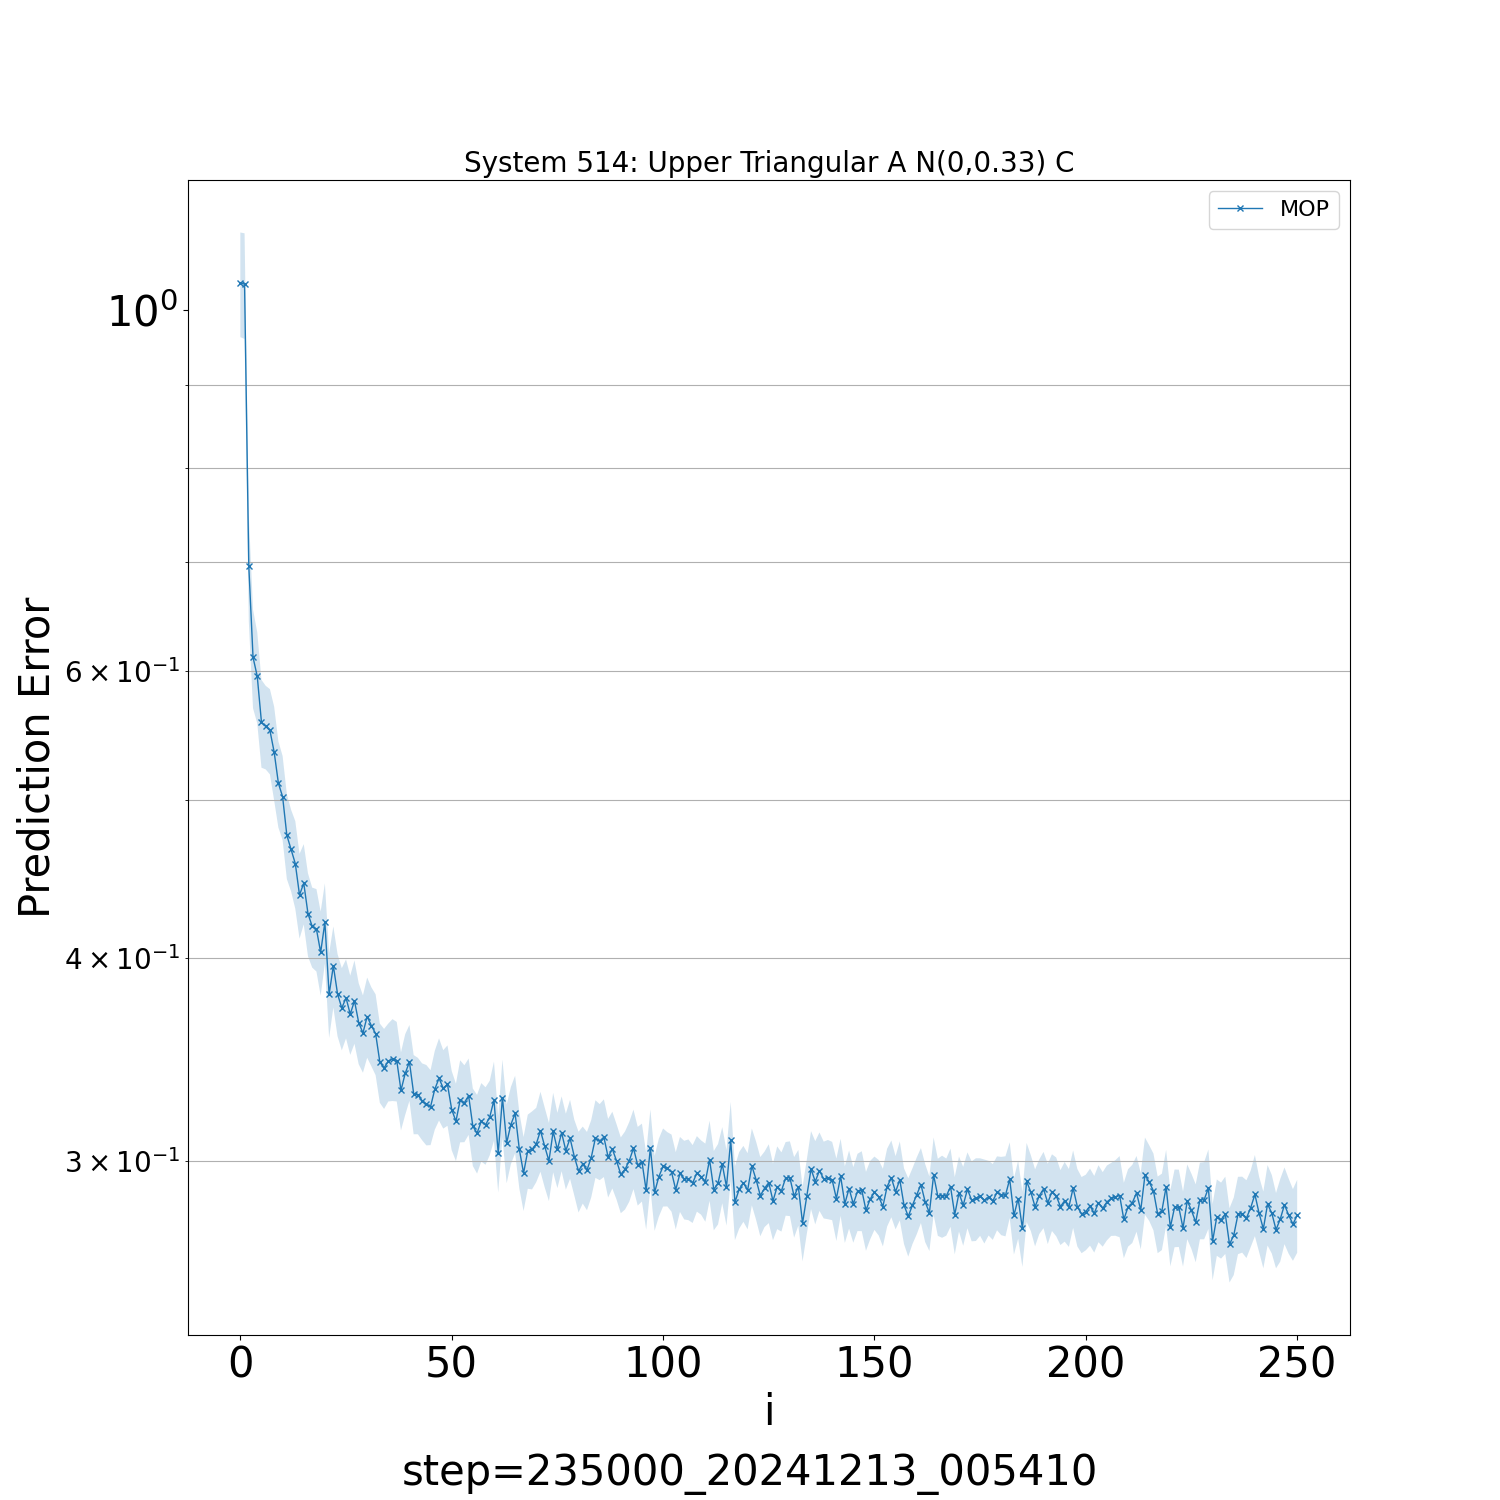 System 514: Upper Triangular A N(0,0.33) C
MOP
10⁰
6 × 10⁻¹
4 × 10⁻¹
3 × 10⁻¹
Prediction Error
0 50 100 150 200 250
i
step=235000_20241213_005410